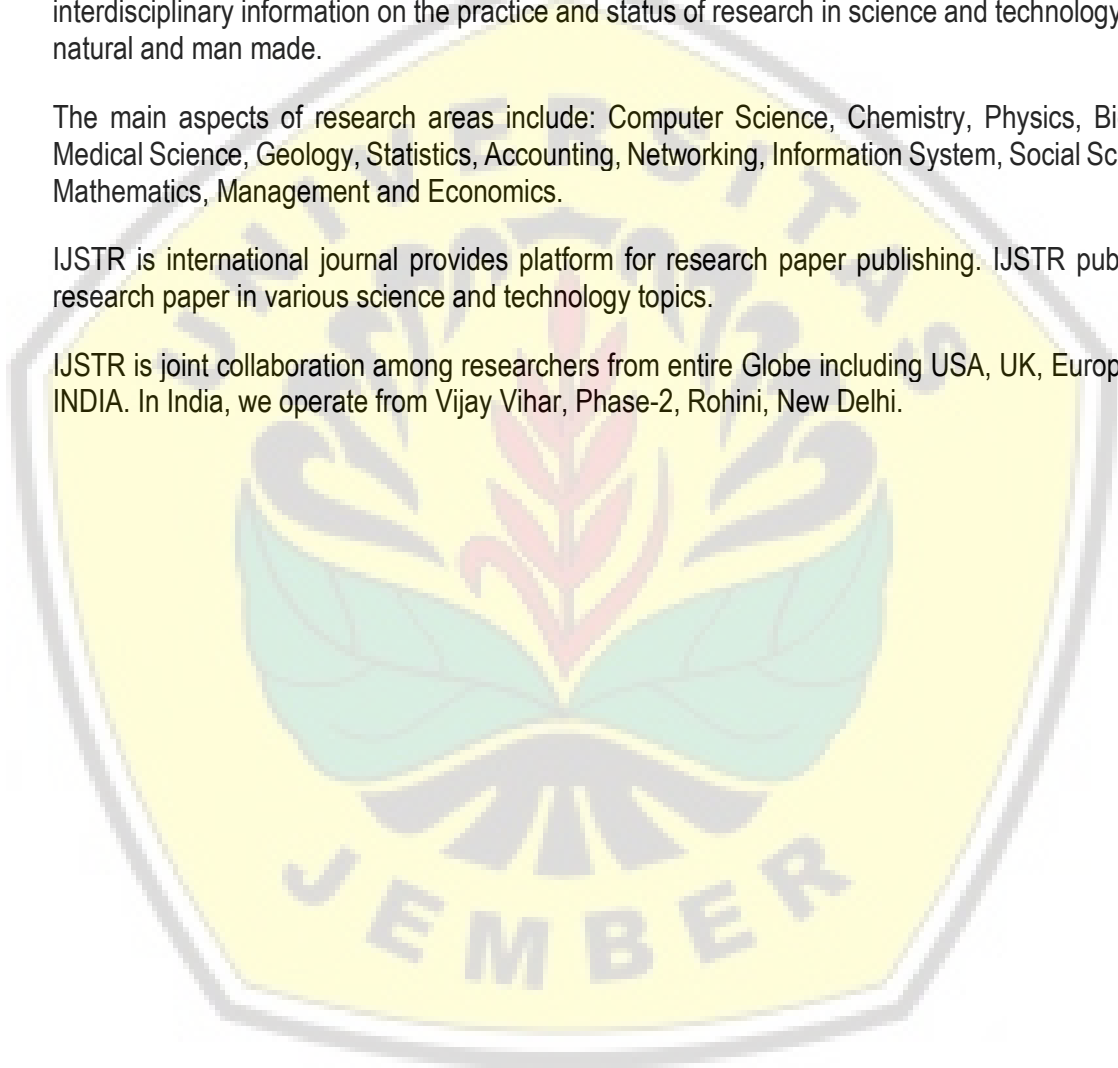 interdisciplinary information on the practice and status of research in science and technology
natural and man made.
The main aspects of research areas include: Computer Science, Chemistry, Physics,
Medical Science, Geology, Statistics, Accounting, Networking, Information System, Social
Mathematics, Management and Economics.
IJSTR is international journal provides platform for research paper publishing. IJSTR
research paper in various science and technology topics.
IJSTR is joint collaboration among researchers from entire Globe including USA, UK,
INDIA. In India, we operate from Vijay Vihar, Phase-2, Rohini, New Delhi.
UNIVERSITAS
JEMBER